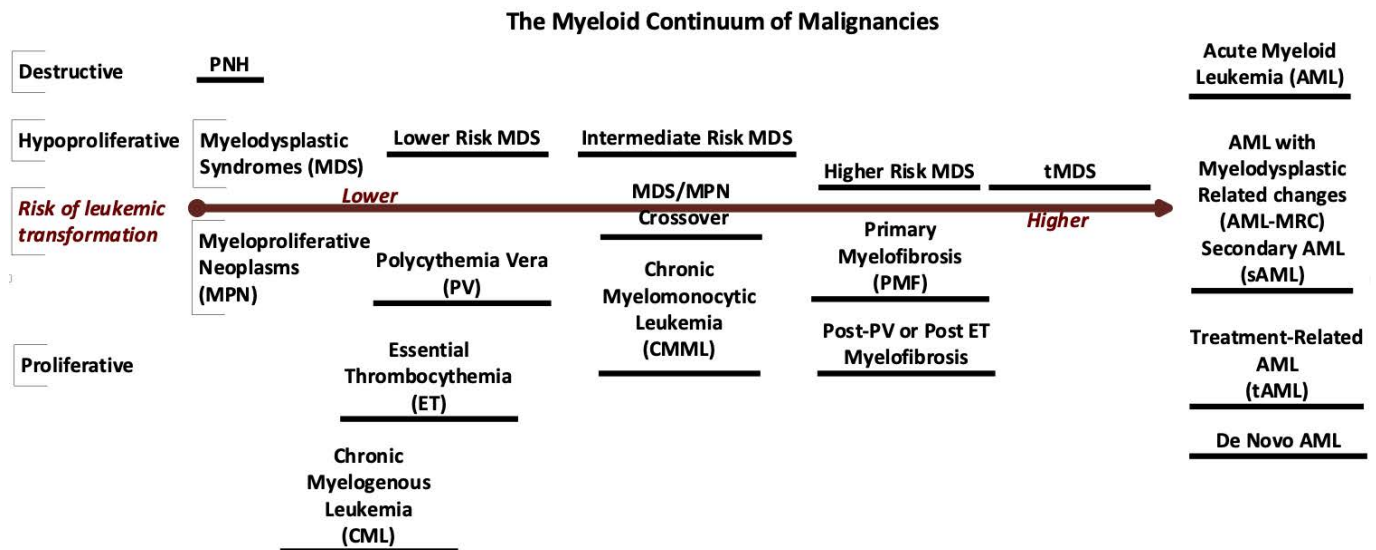 The Myeloid Continuum of Malignancies
Destructive
PNH
Acute Myeloid
Leukemia (AML)
Hypoproliferative
Myelodysplastic
Syndromes (MDS)
Lower Risk MDS
Intermediate Risk MDS
Higher Risk MDS
tMDS
AML with
Myelodysplastic
Related changes
(AML-MRC)
Secondary AML
(sAML)
Risk of leukemic
transformation
Lower
MDS/MPN
Crossover
Higher
Myeloproliferative
Neoplasms
(MPN)
Polycythemia Vera
(PV)
Chronic
Myelomonocytic
Leukemia
(CMML)
Primary
Myelofibrosis
(PMF)
Proliferative
Essential
Thrombocythemia
(ET)
Post-PV or Post ET
Myelofibrosis
Treatment-Related
AML
(tAML)
Chronic
Myelogenous
Leukemia
(CML)
De Novo AML